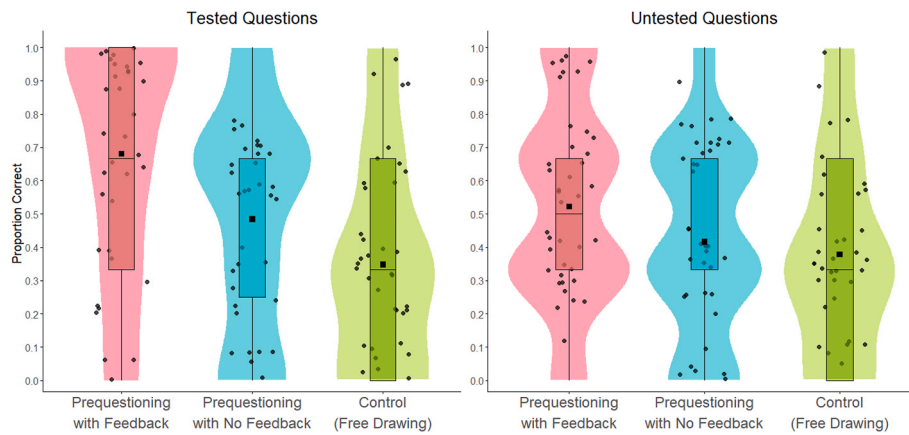 Tested Questions
Untested Questions
Proportion Correct
1.0
0.9
0.8
0.7
0.6
0.5
0.4
0.3
0.2
0.1
0.0
Prequestioning
with Feedback
Prequestioning
with No Feedback
Control
(Free Drawing)
1.0
0.9
0.8
0.7
0.6
0.5
0.4
0.3
0.2
0.1
0.0
Prequestioning
with Feedback
Prequestioning
with No Feedback
Control
(Free Drawing)